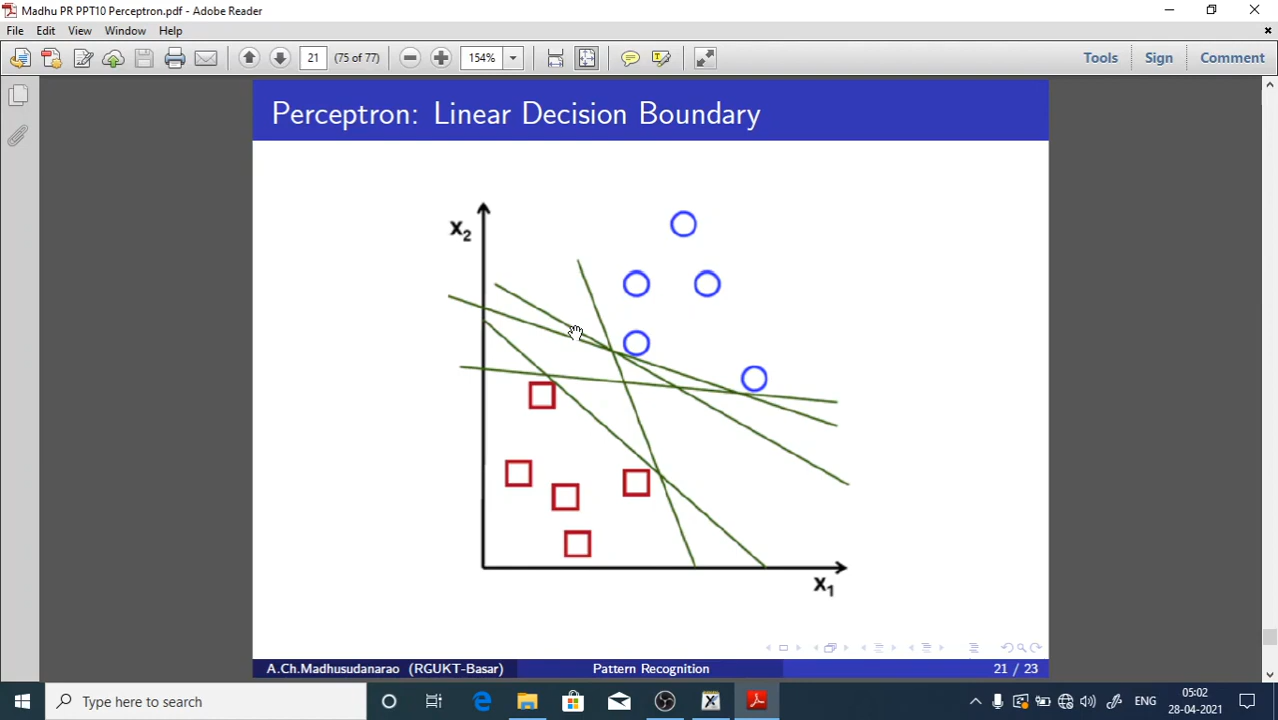 Madhu PR PPT10 Perceptron.pdf - Adobe Reader
File Edit View Window Help
21 (75 of 77) 154% Tools Sign Comment
Perceptron: Linear Decision Boundary
x2
x1
A.Ch.Madhusudanarao (RGUKT-Basar) Pattern Recognition 21 / 23
Type here to search
ENG
05:02
28-04-2021